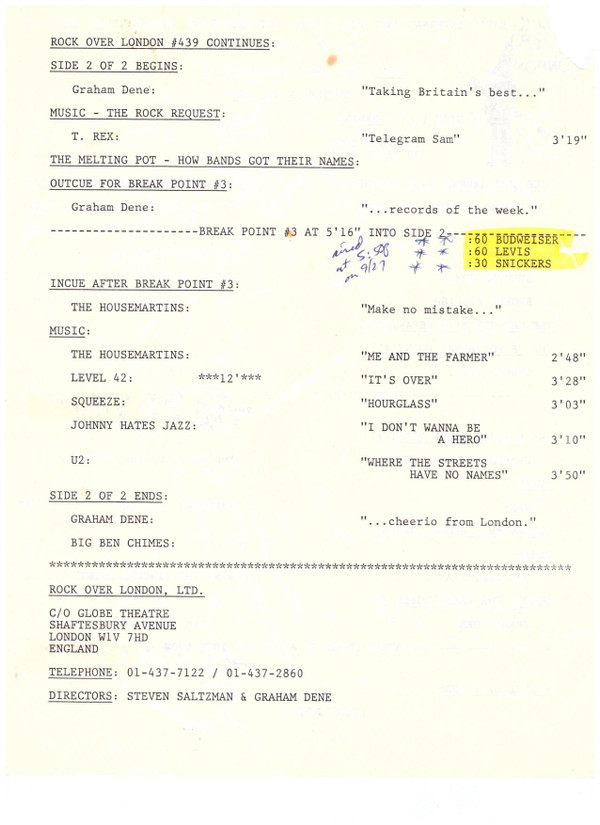 ROCK OVER LONDON #439 CONTINUES:
SIDE 2 OF 2 BEGINS:
Graham Dene: "Taking Britain's best..."
MUSIC - THE ROCK REQUEST:
T. REX: "Telegram Sam" 3'19"
THE MELTING POT - HOW BANDS GOT THEIR NAMES:
OUTCUE FOR BREAK POINT #3:
Graham Dene: "...records of the week."
---------------------BREAK POINT #3 AT 5'16" INTO SIDE 2--------------------
aired * * :60 BUDWEISER
at 5:58 * * :60 LEVIS
on 9/27 * * :30 SNICKERS
INCUE AFTER BREAK POINT #3:
THE HOUSEMARTINS: "Make no mistake..."
MUSIC:
THE HOUSEMARTINS: "ME AND THE FARMER" 2'48"
LEVEL 42: ***12'*** "IT'S OVER" 3'28"
SQUEEZE: "HOURGLASS" 3'03"
JOHNNY HATES JAZZ: "I DON'T WANNA BE
A HERO" 3'10"
U2: "WHERE THE STREETS
HAVE NO NAMES" 3'50"
SIDE 2 OF 2 ENDS:
GRAHAM DENE: "...cheerio from London."
BIG BEN CHIMES:
**************************************************************************
ROCK OVER LONDON, LTD.
C/O GLOBE THEATRE
SHAFTESBURY AVENUE
LONDON W1V 7HD
ENGLAND
TELEPHONE: 01-437-7122 / 01-437-2860
DIRECTORS: STEVEN SALTZMAN & GRAHAM DENE